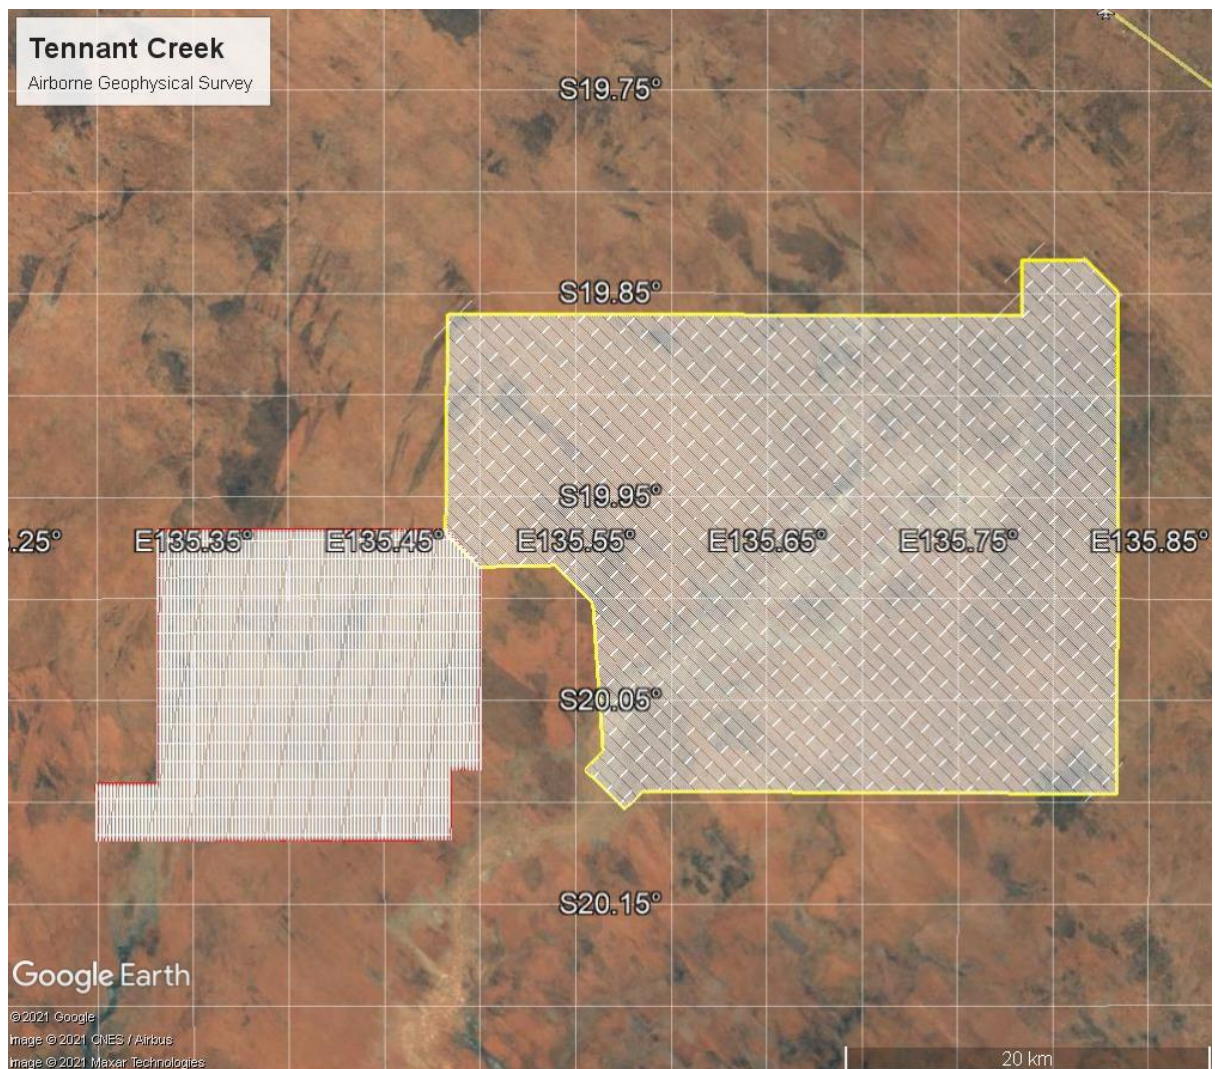 Tennant Creek
Airborne Geophysical Survey
S19.75°
S19.85°
S19.95°
.25°
E135.35°
E135.45°
E135.55°
E135.65°
E135.75°
E135.85°
S20.05°
S20.15°
Google Earth
©2021 Google
Image © 2021 CNES / Airbus
Image © 2021 Maxar Technologies
20 km